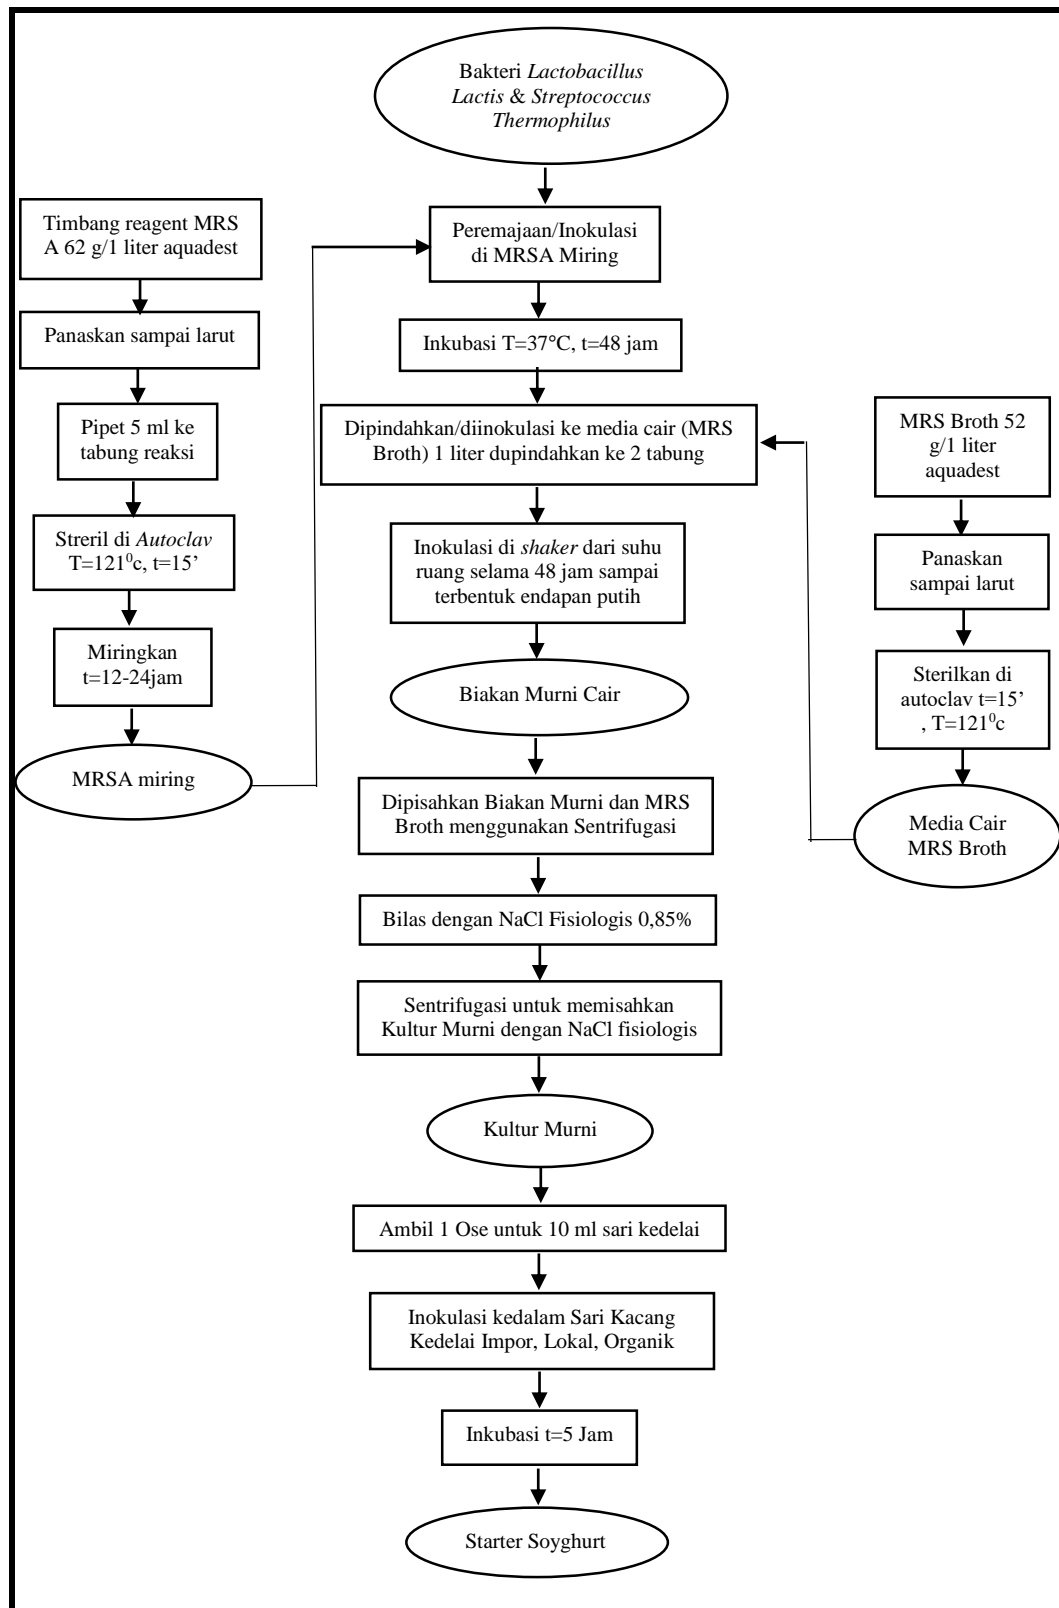 Bakteri Lactobacillus
Lactis & Streptococcus
Thermophilus
Timbang reagent MRS
A 62 g/1 liter aquadest
Panaskan sampai larut
Pipet 5 ml ke
tabung reaksi
Streril di Autoclav
T=121⁰c, t=15’
Miringkan
t=12-24jam
MRSA miring
Peremajaan/Inokulasi
di MRSA Miring
Inkubasi T=37°C, t=48 jam
Dipindahkan/diinokulasi ke media cair (MRS
Broth) 1 liter dupindahkan ke 2 tabung
MRS Broth 52
g/1 liter
aquadest
Panaskan
sampai larut
Sterilkan di
autoclav t=15’
, T=121⁰c
Media Cair
MRS Broth
Inokulasi di shaker dari suhu
ruang selama 48 jam sampai
terbentuk endapan putih
Biakan Murni Cair
Dipisahkan Biakan Murni dan MRS
Broth menggunakan Sentrifugasi
Bilas dengan NaCl Fisiologis 0,85%
Sentrifugasi untuk memisahkan
Kultur Murni dengan NaCl fisiologis
Kultur Murni
Ambil 1 Ose untuk 10 ml sari kedelai
Inokulasi kedalam Sari Kacang
Kedelai Impor, Lokal, Organik
Inkubasi t=5 Jam
Starter Soyghurt